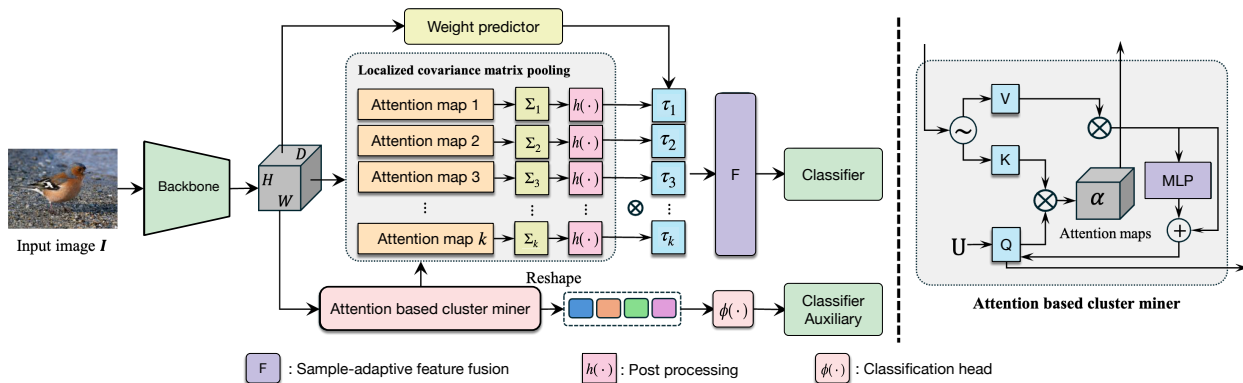 Weight predictor
Localized covariance matrix pooling
Attention map 1 Σ₁ h(·) τ₁
Attention map 2 Σ₂ h(·) τ₂
Attention map 3 Σ₃ h(·) τ₃
⋮ ⋮ ⋮ ⊗ ⋮
Attention map k Σₖ h(·) τₖ
Input image I
Backbone
D
H
W
F
Classifier
Reshape
Attention based cluster miner
ϕ(·)
Classifier
Auxiliary
V
~
⊗
K
⊗
α
MLP
Attention maps
U
Q
+
Attention based cluster miner
F : Sample-adaptive feature fusion
h(·) : Post processing
ϕ(·) : Classification head